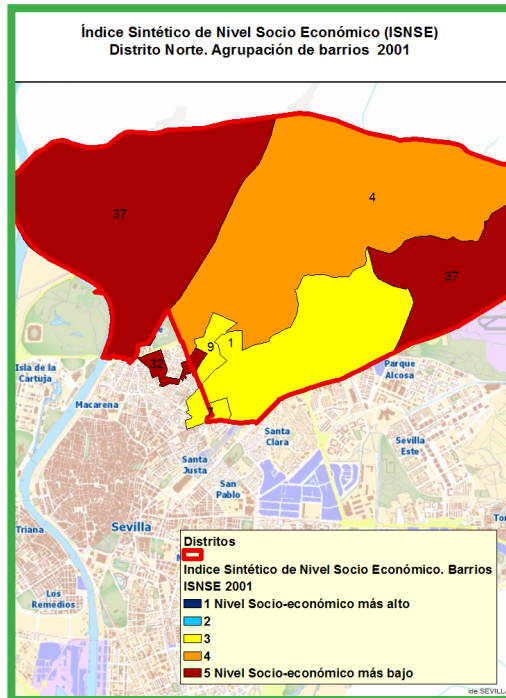 Índice Sintético de Nivel Socio Económico (ISNSE)
Distrito Norte. Agrupación de barrios 2001
37
4
37
9
1
32
Isla de la
Cartuja
Macarena
Parque
Alcosa
Santa
Clara
Sevilla
Este
Santa
Justa
San
Pablo
Triana
Sevilla
Los
Remedios
Distritos
Indice Sintético de Nivel Socio Económico. Barrios
ISNSE 2001
1 Nivel Socio-económico más alto
2
3
4
5 Nivel Socio-económico más bajo
ide.SEVILLA